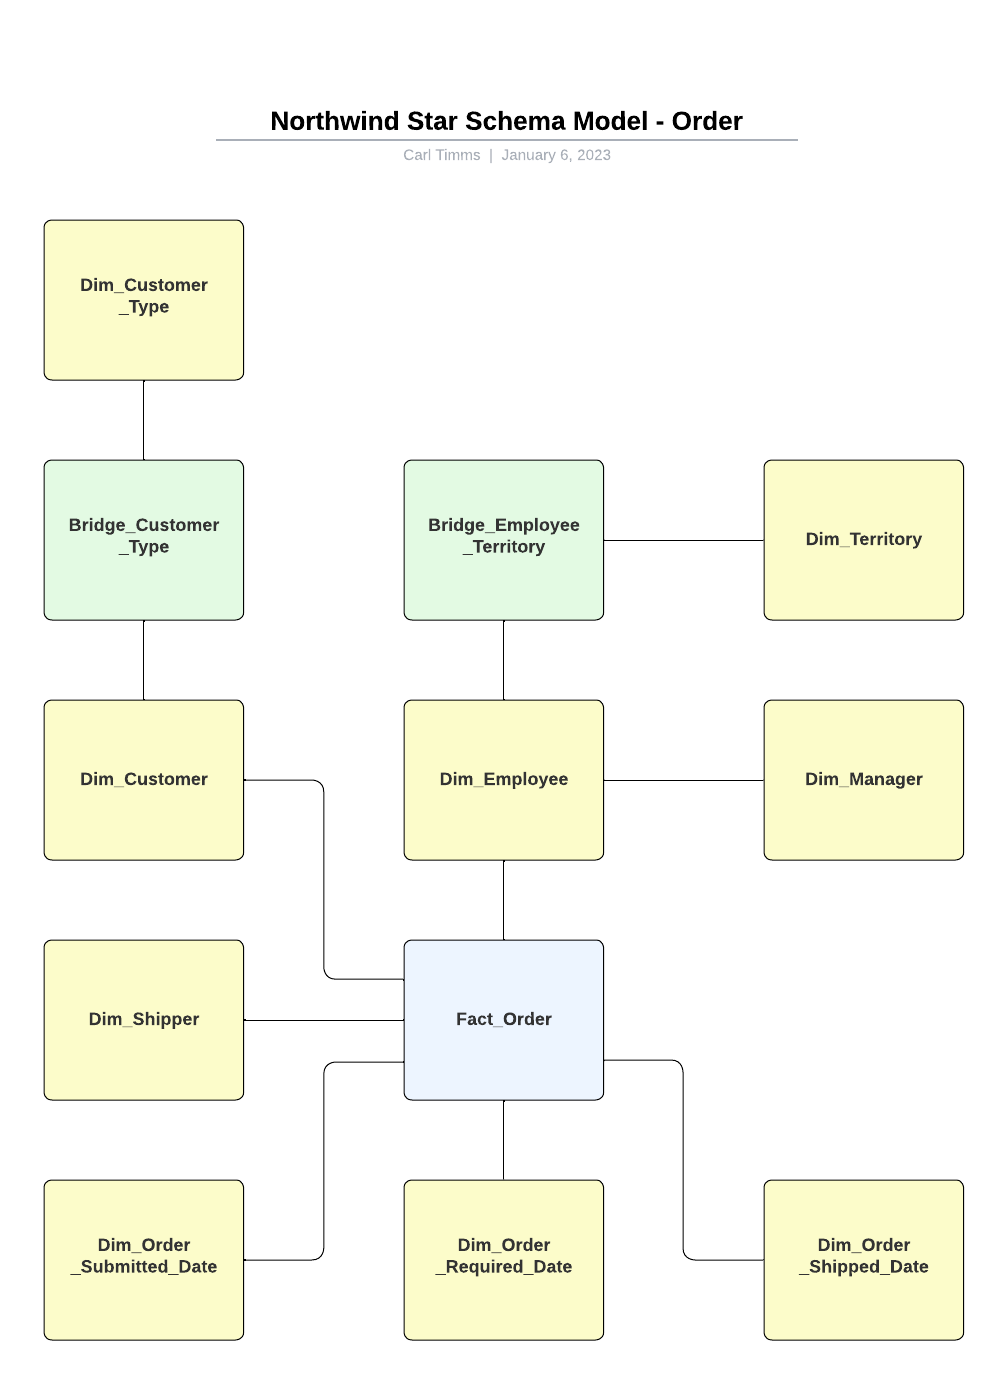 Northwind Star Schema Model - Order
Carl Timms | January 6, 2023
Dim_Customer
_Type
Bridge_Customer
_Type
Bridge_Employee
_Territory
Dim_Territory
Dim_Customer
Dim_Employee
Dim_Manager
Dim_Shipper
Fact_Order
Dim_Order
_Submitted_Date
Dim_Order
_Required_Date
Dim_Order
_Shipped_Date